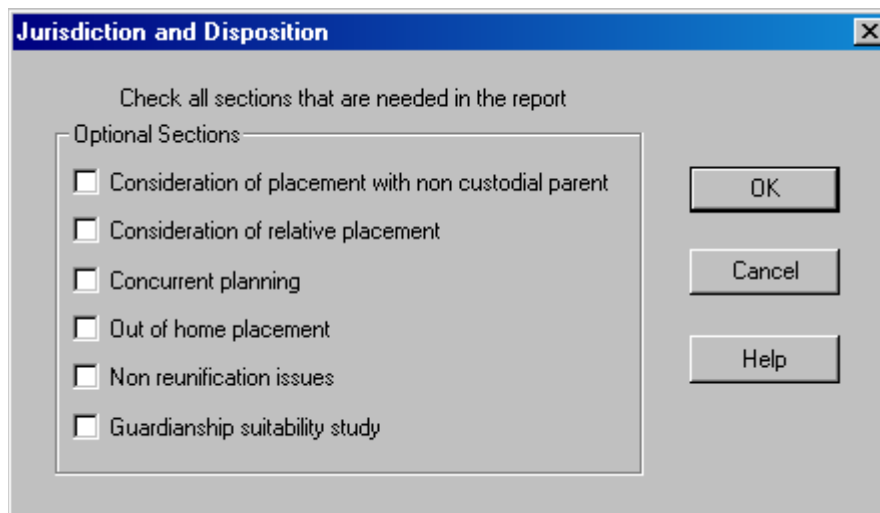 Jurisdiction and Disposition
Check all sections that are needed in the report
Optional Sections
Consideration of placement with non custodial parent
Consideration of relative placement
Concurrent planning
Out of home placement
Non reunification issues
Guardianship suitability study
OK
Cancel
Help